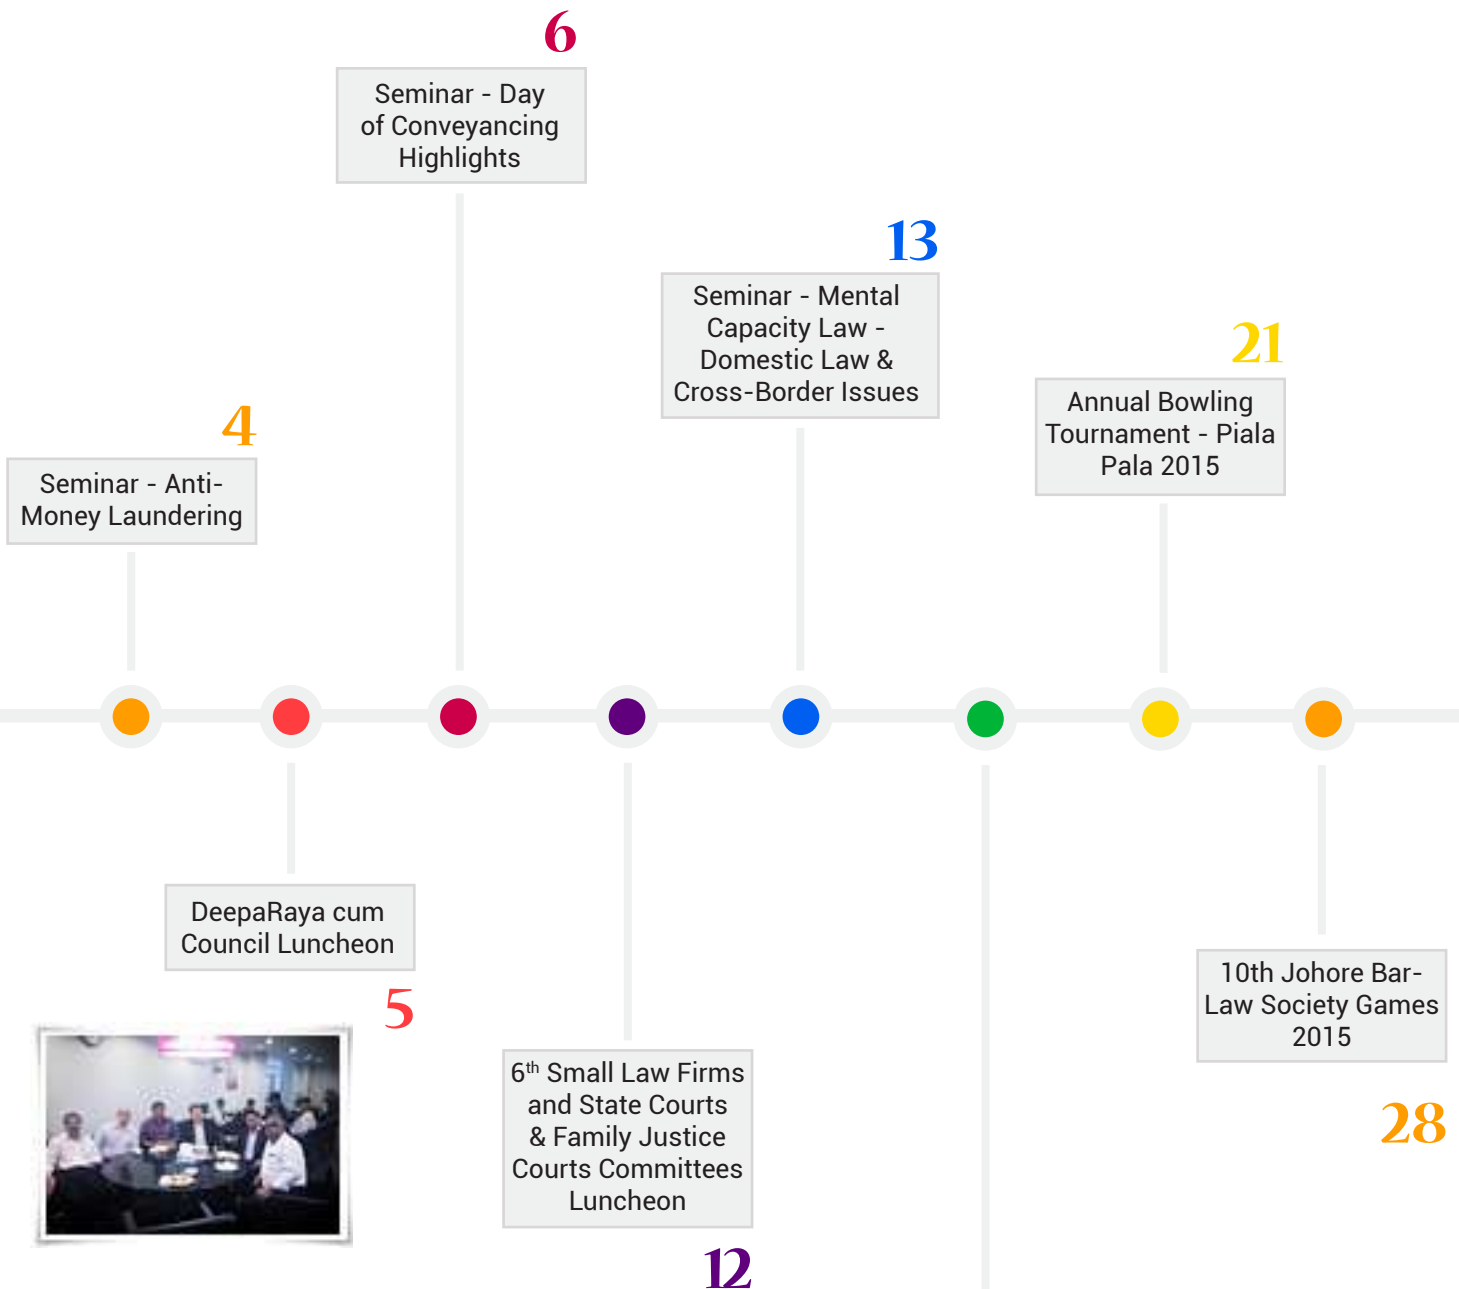 6
Seminar - Day
of Conveyancing
Highlights
13
Seminar - Mental
Capacity Law -
Domestic Law &
Cross-Border Issues
21
Annual Bowling
Tournament - Piala
Pala 2015
4
Seminar - Anti-
Money Laundering
DeepaRaya cum
Council Luncheon
5
6th Small Law Firms
and State Courts
& Family Justice
Courts Committees
Luncheon
12
10th Johore Bar-
Law Society Games
2015
28